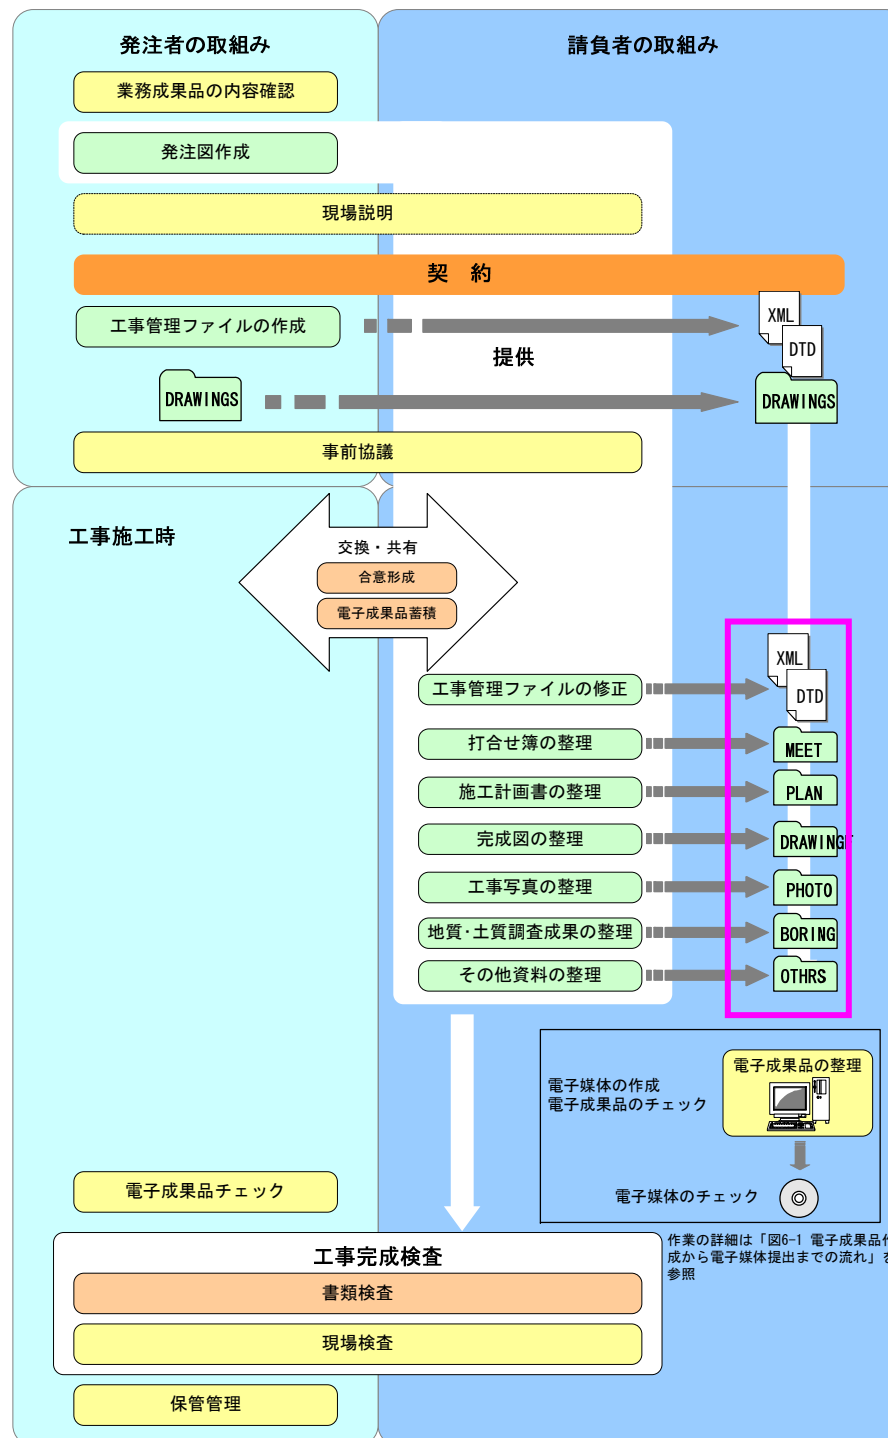 発注者の取組み
請負者の取組み
業務成果品の内容確認
発注図作成
現場説明
契　約
工事管理ファイルの作成
XML
DTD
提供
DRAWINGS
DRAWINGS
事前協議
工事施工時
交換・共有
合意形成
電子成果品蓄積
工事管理ファイルの修正
XML
DTD
打合せ簿の整理
MEET
施工計画書の整理
PLAN
完成図の整理
DRAWINGF
工事写真の整理
PHOTO
地質･土質調査成果の整理
BORING
その他資料の整理
OTHRS
電子成果品の整理
電子媒体の作成
電子成果品のチェック
電子媒体のチェック
電子成果品チェック
作業の詳細は「図6-1 電子成果品作
成から電子媒体提出までの流れ」を
参照
工事完成検査
書類検査
現場検査
保管管理